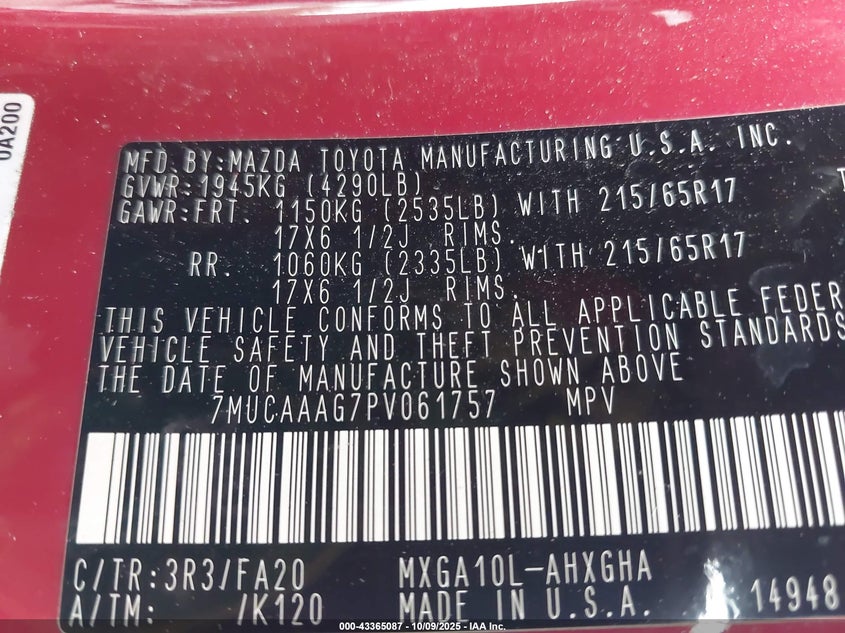 0A200
MFD. BY:MAZDA TOYOTA MANUFACTURING U.S.A. INC.
GVWR:1945KG (4290LB)
GAWR:FRT. 1150KG (2535LB) WITH 215/65R17
17X6 1/2J RIMS.
RR. 1060KG (2335LB) WITH 215/65R17
17X6 1/2J RIMS.
THIS VEHICLE CONFORMS TO ALL APPLICABLE FEDER
VEHICLE SAFETY AND THEFT PREVENTION STANDARDS
THE DATE OF MANUFACTURE SHOWN ABOVE
7MUCAAAG7PV061757 MPV
C/TR:3R3/FA20 MXGA10L-AHXGHA
A/TM: /K120 MADE IN U.S.A. 14948
000-43365087 - 10/09/2025 - IAA Inc.